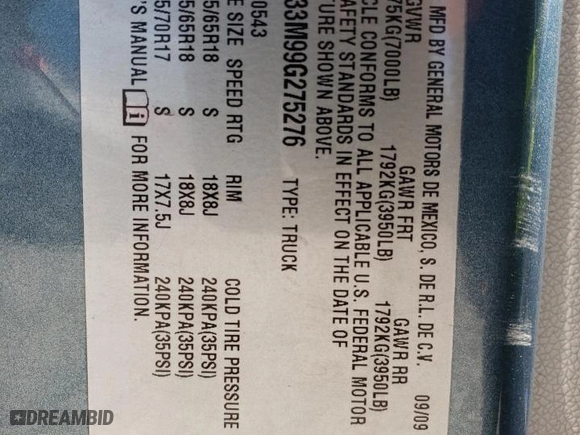 MFD BY GENERAL MOTORS DE MEXICO, S. DE R.L. DE C.V. 09/09
GVWR GAWR FRT GAWR RR
75KG(7000LB) 1792KG(3950LB) 1792KG(3950LB)
CLE CONFORMS TO ALL APPLICABLE U.S. FEDERAL MOTOR
AFETY STANDARDS IN EFFECT ON THE DATE OF
TURE SHOWN ABOVE.
33M99G275276 TYPE: TRUCK
0543
E SIZE SPEED RTG RIM COLD TIRE PRESSURE
5/65R18 S 18X8J 240KPA(35PSI)
5/65R18 S 18X8J 240KPA(35PSI)
5/70R17 S 17X7.5J 240KPA(35PSI)
'S MANUAL i FOR MORE INFORMATION.
DREAMBID